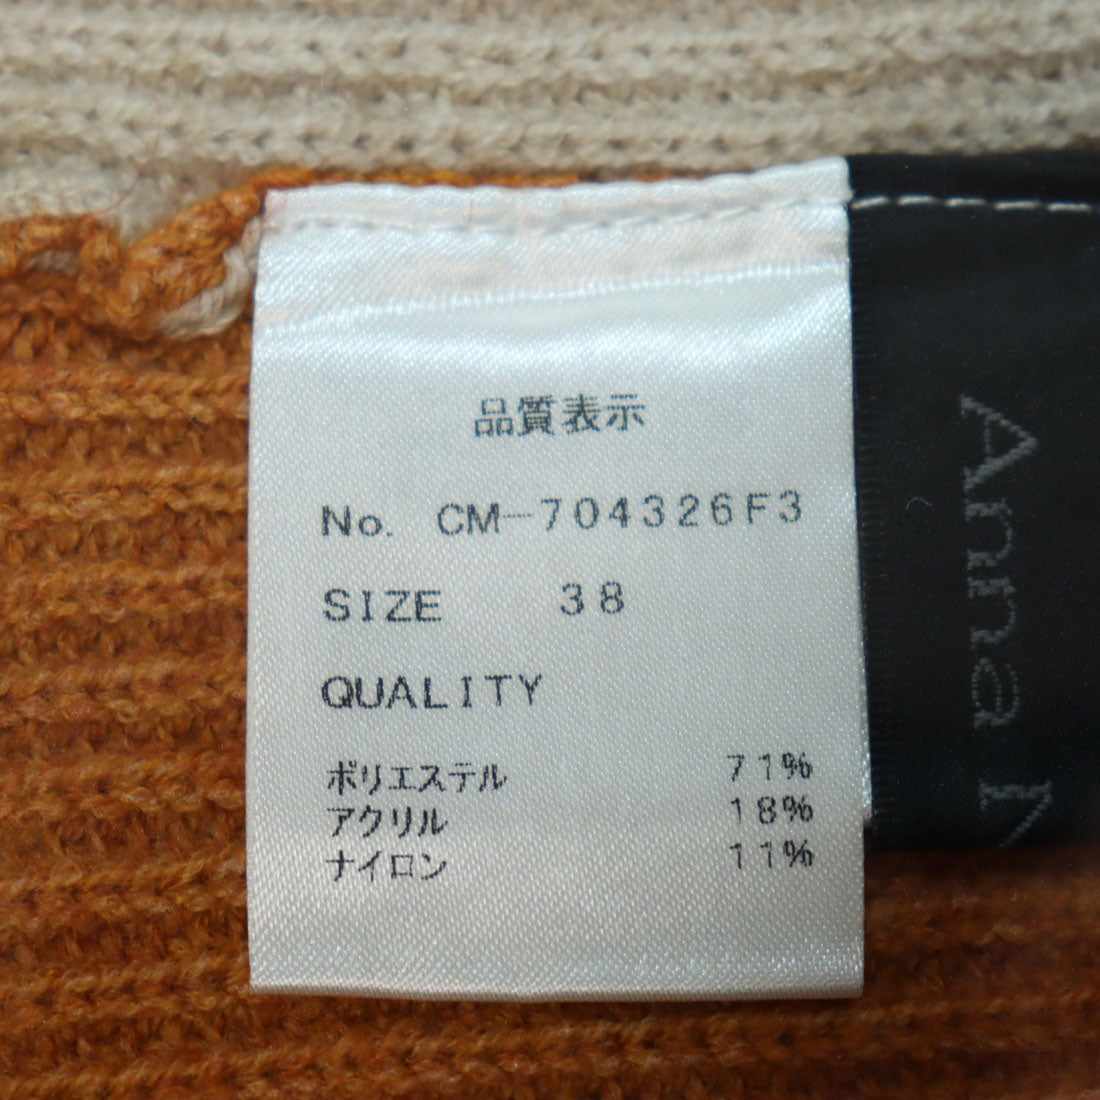 品質表示
No. CM-704326F3
SIZE 38
QUALITY
ポリエステル 71%
アクリル 18%
ナイロン 11%
Anna